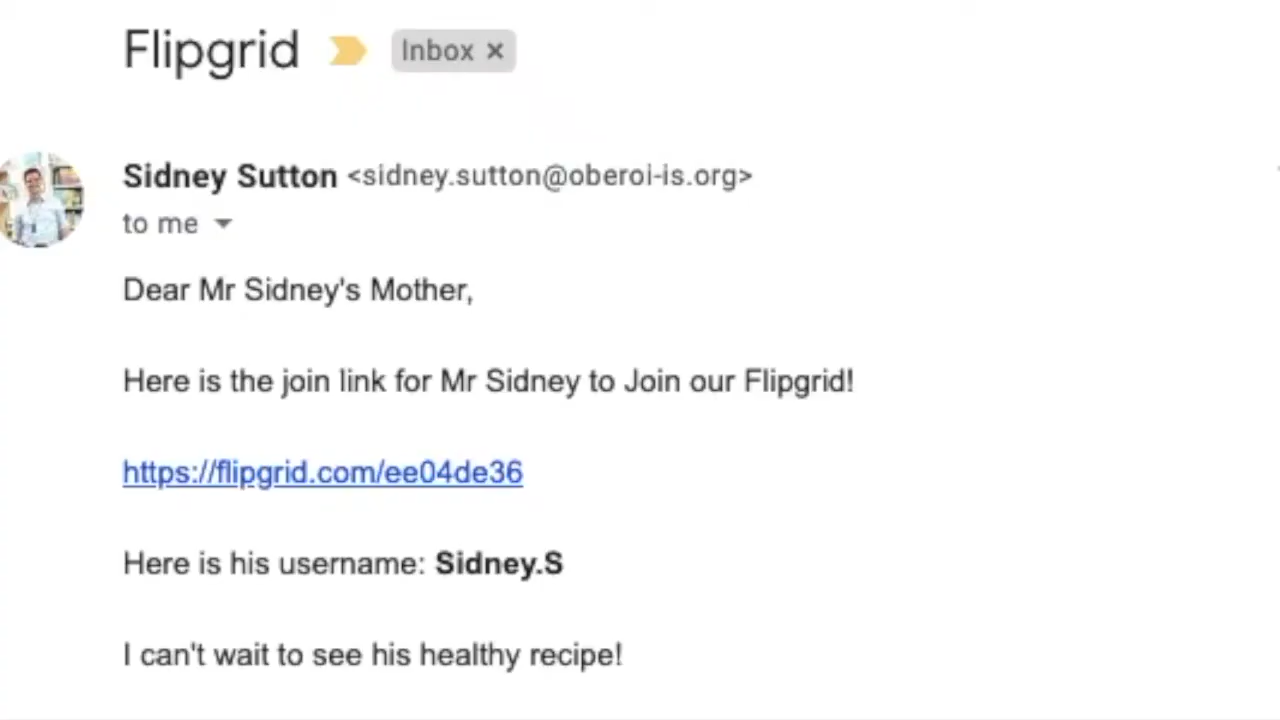 Flipgrid Inbox ×
Sidney Sutton <sidney.sutton@oberoi-is.org>
to me
Dear Mr Sidney's Mother,
Here is the join link for Mr Sidney to Join our Flipgrid!
https://flipgrid.com/ee04de36
Here is his username: Sidney.S
I can't wait to see his healthy recipe!